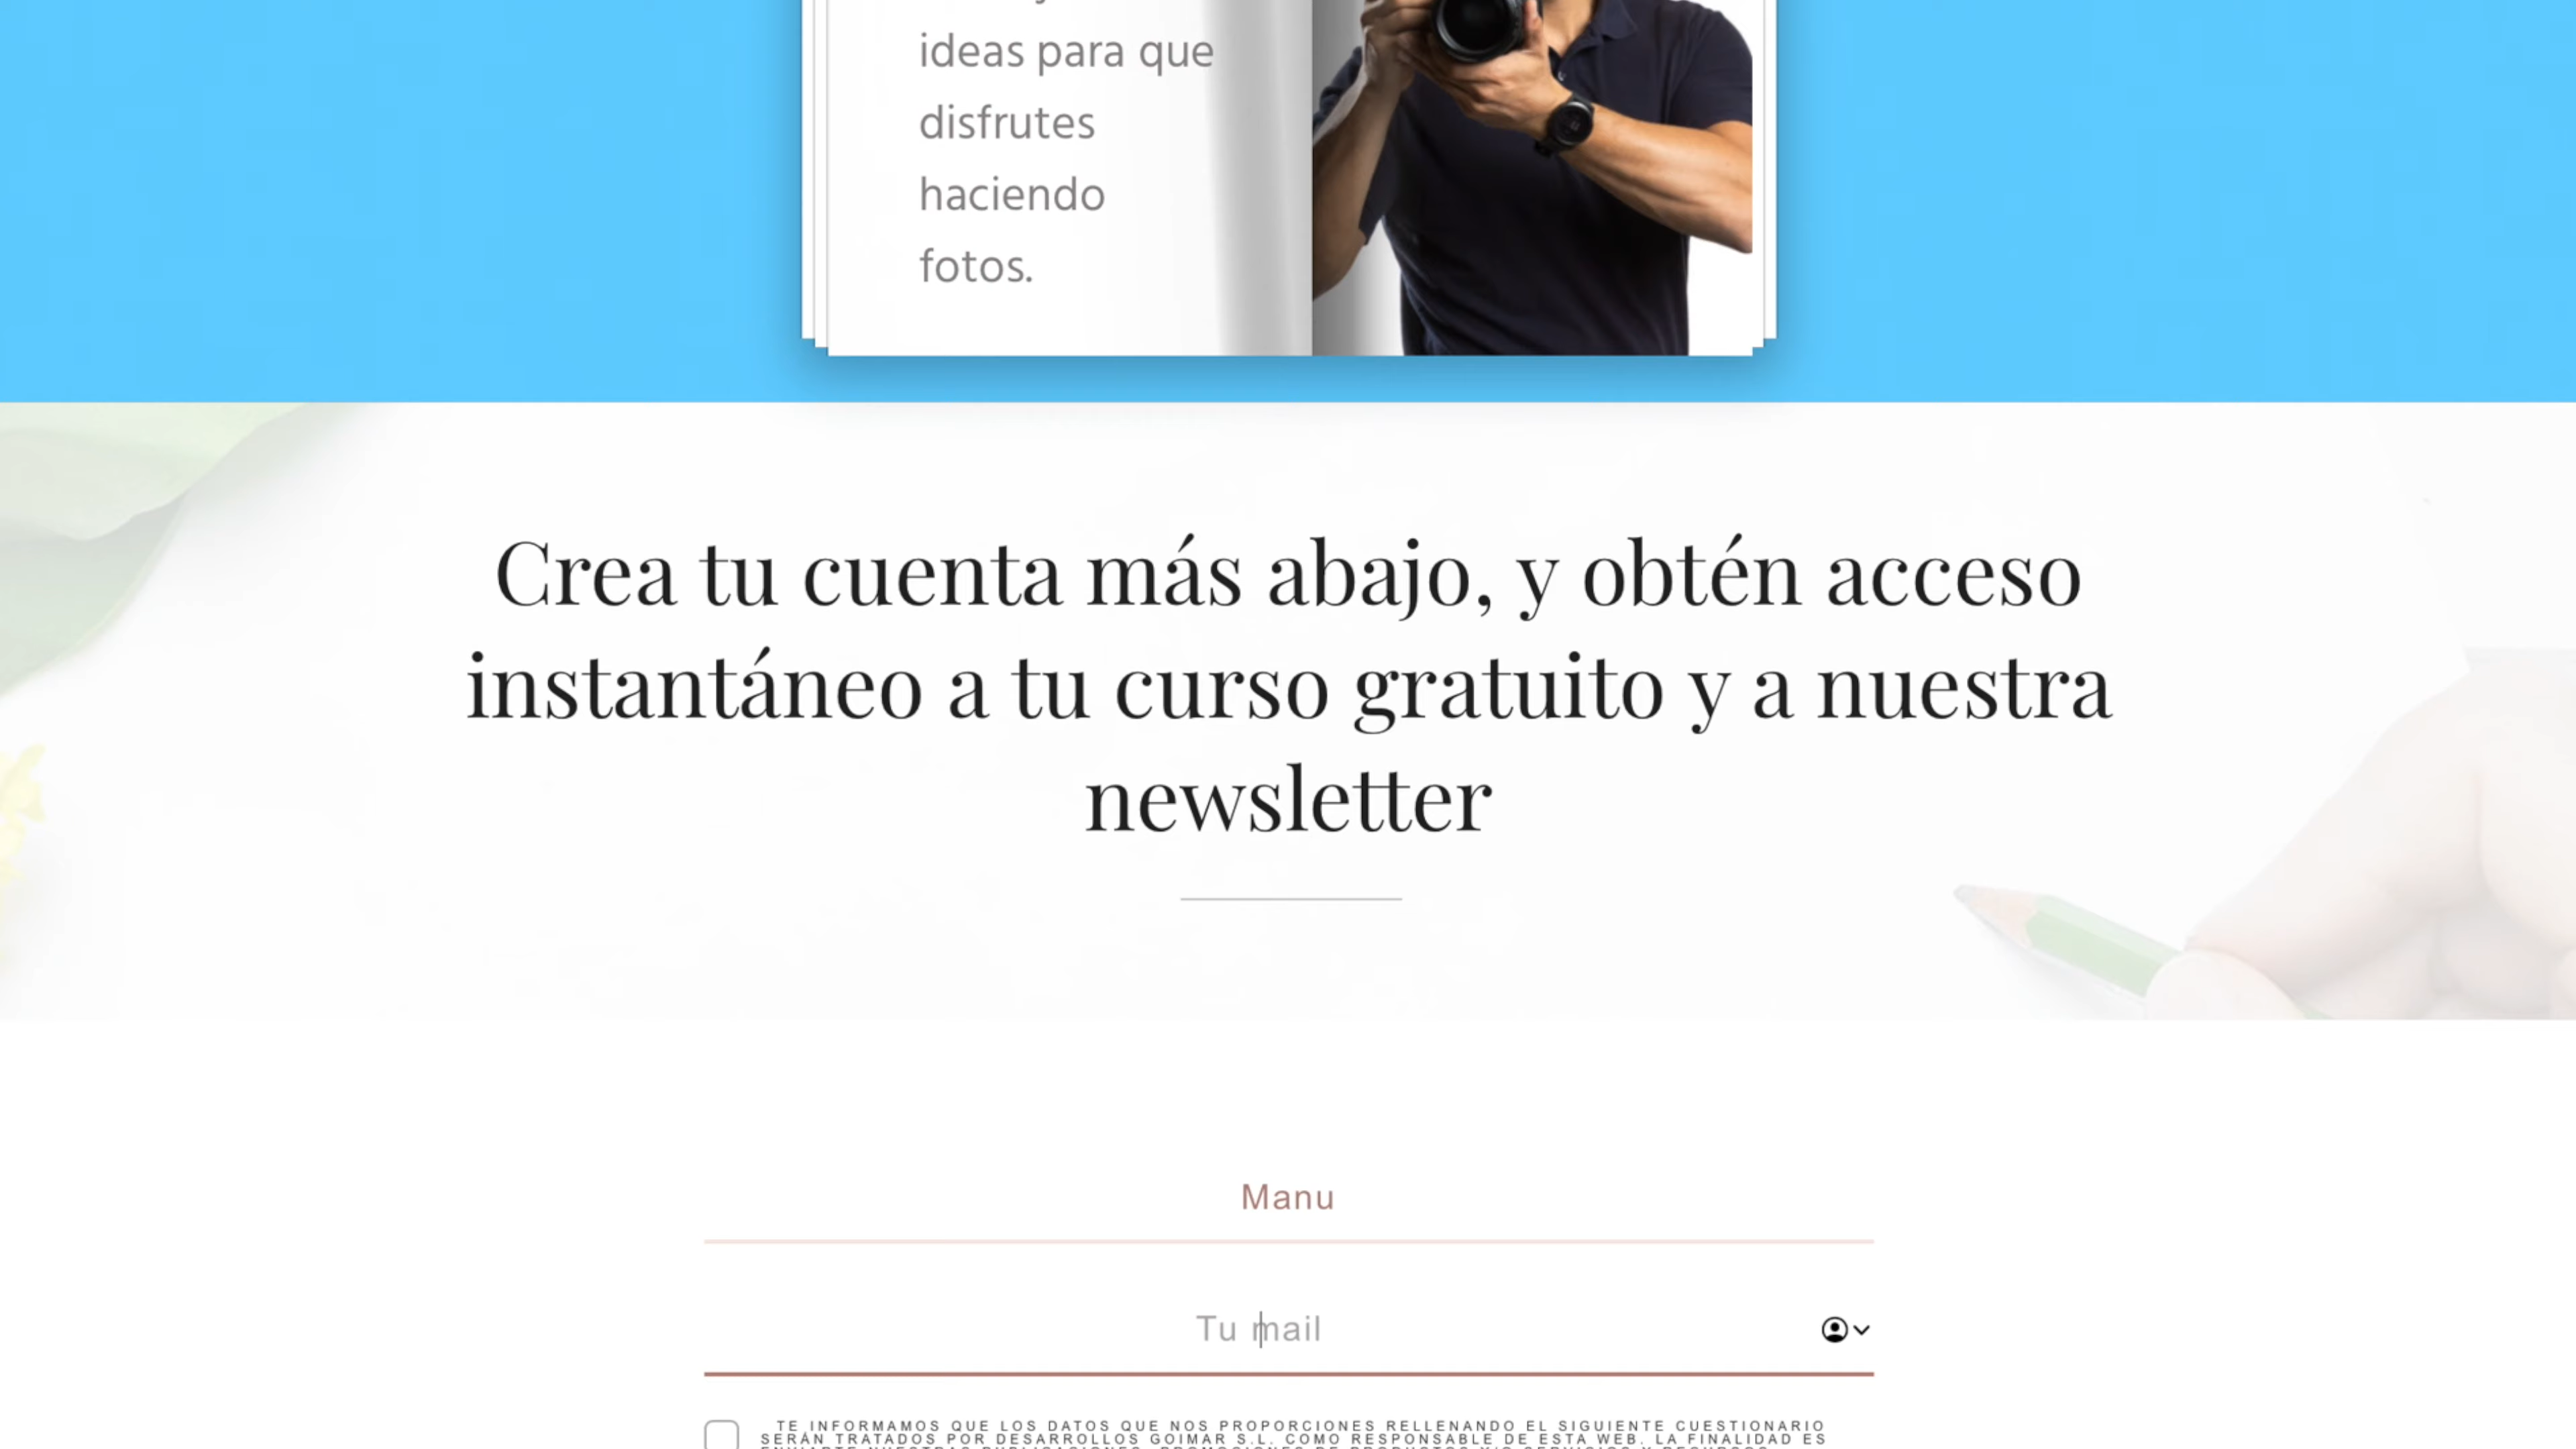 ideas para que
disfrutes
haciendo
fotos.
Crea tu cuenta más abajo, y obtén acceso
instantáneo a tu curso gratuito y a nuestra
newsletter
Manu
Tu mail
TE INFORMAMOS QUE LOS DATOS QUE NOS PROPORCIONES RELLENANDO EL SIGUIENTE CUESTIONARIO
SERÁN TRATADOS POR DESARROLLOS GOIMAR S.L. COMO RESPONSABLE DE ESTA WEB. LA FINALIDAD ES